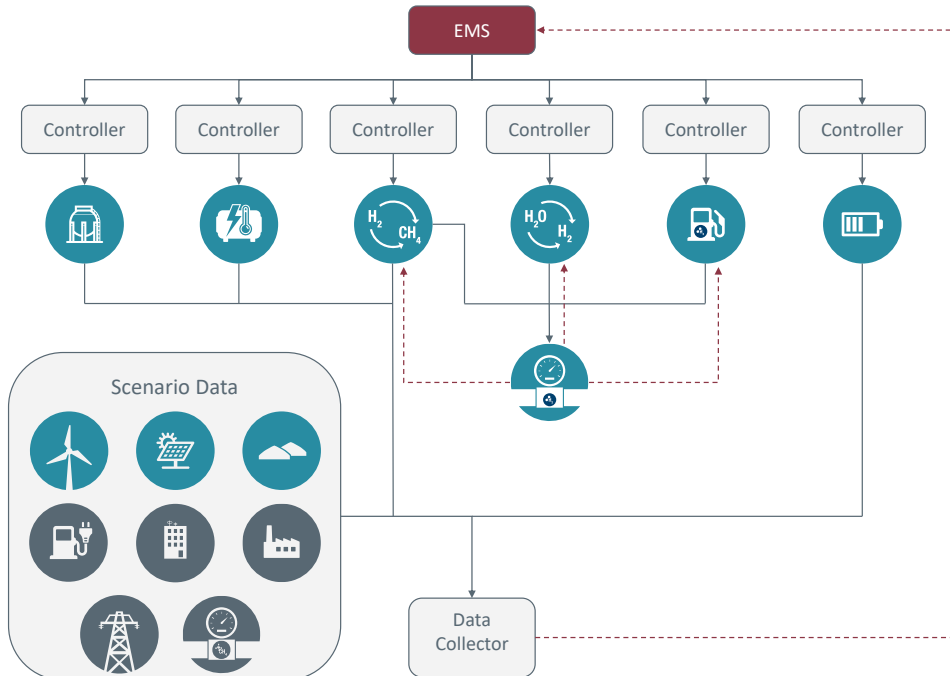 EMS
Controller
Controller
Controller
Controller
Controller
Controller
H₂
CH₄
H₂O
H₂
Scenario Data
Data
Collector